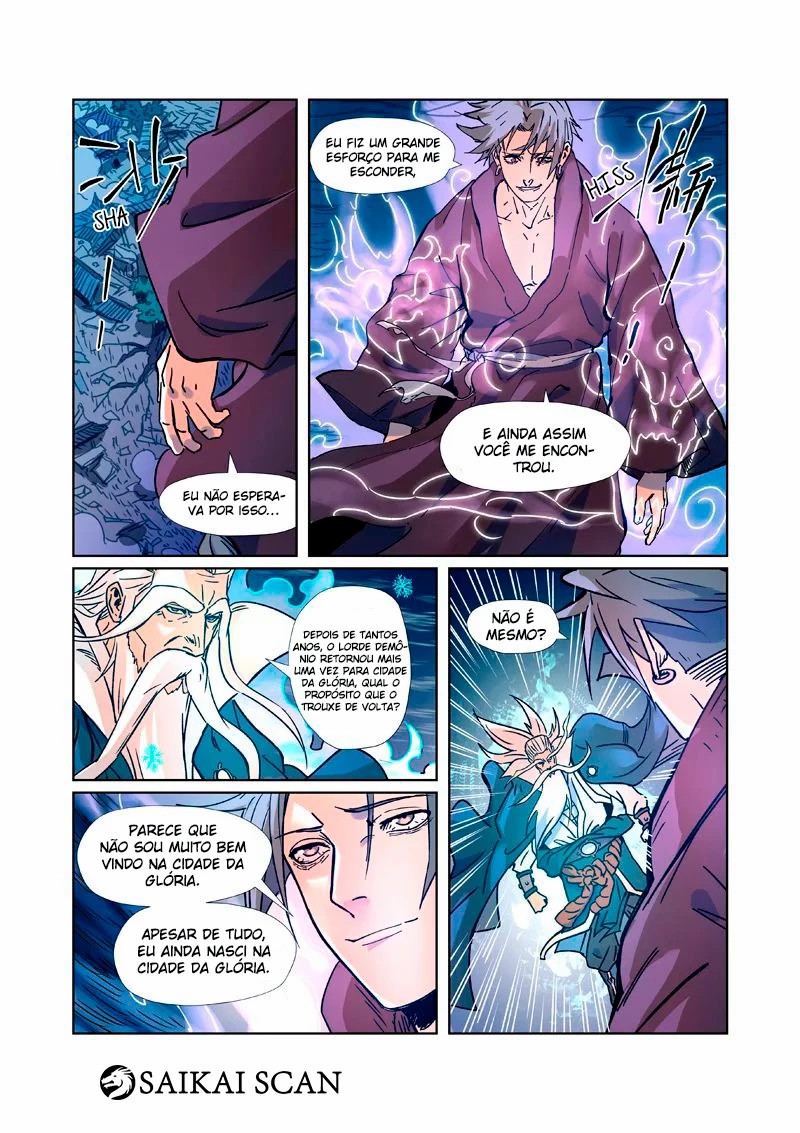 SHA
EU NÃO ESPERA-
VA POR ISSO...
EU FIZ UM GRANDE
ESFORÇO PARA ME
ESCONDER,
HISS
E AINDA ASSIM
VOCÊ ME ENCON-
TROU.
DEPOIS DE TANTOS
ANOS, O LORDE DEMÔ-
NIO RETORNOU MAIS
UMA VEZ PARA CIDADE
DA GLÓRIA, QUAL O
PROPÓSITO QUE O
TROUXE DE VOLTA?
PARECE QUE
NÃO SOU MUITO BEM
VINDO NA CIDADE DA
GLÓRIA.
APESAR DE TUDO,
EU AINDA NASCI NA
CIDADE DA GLÓRIA.
NÃO É
MESMO?
SAIKAI SCAN